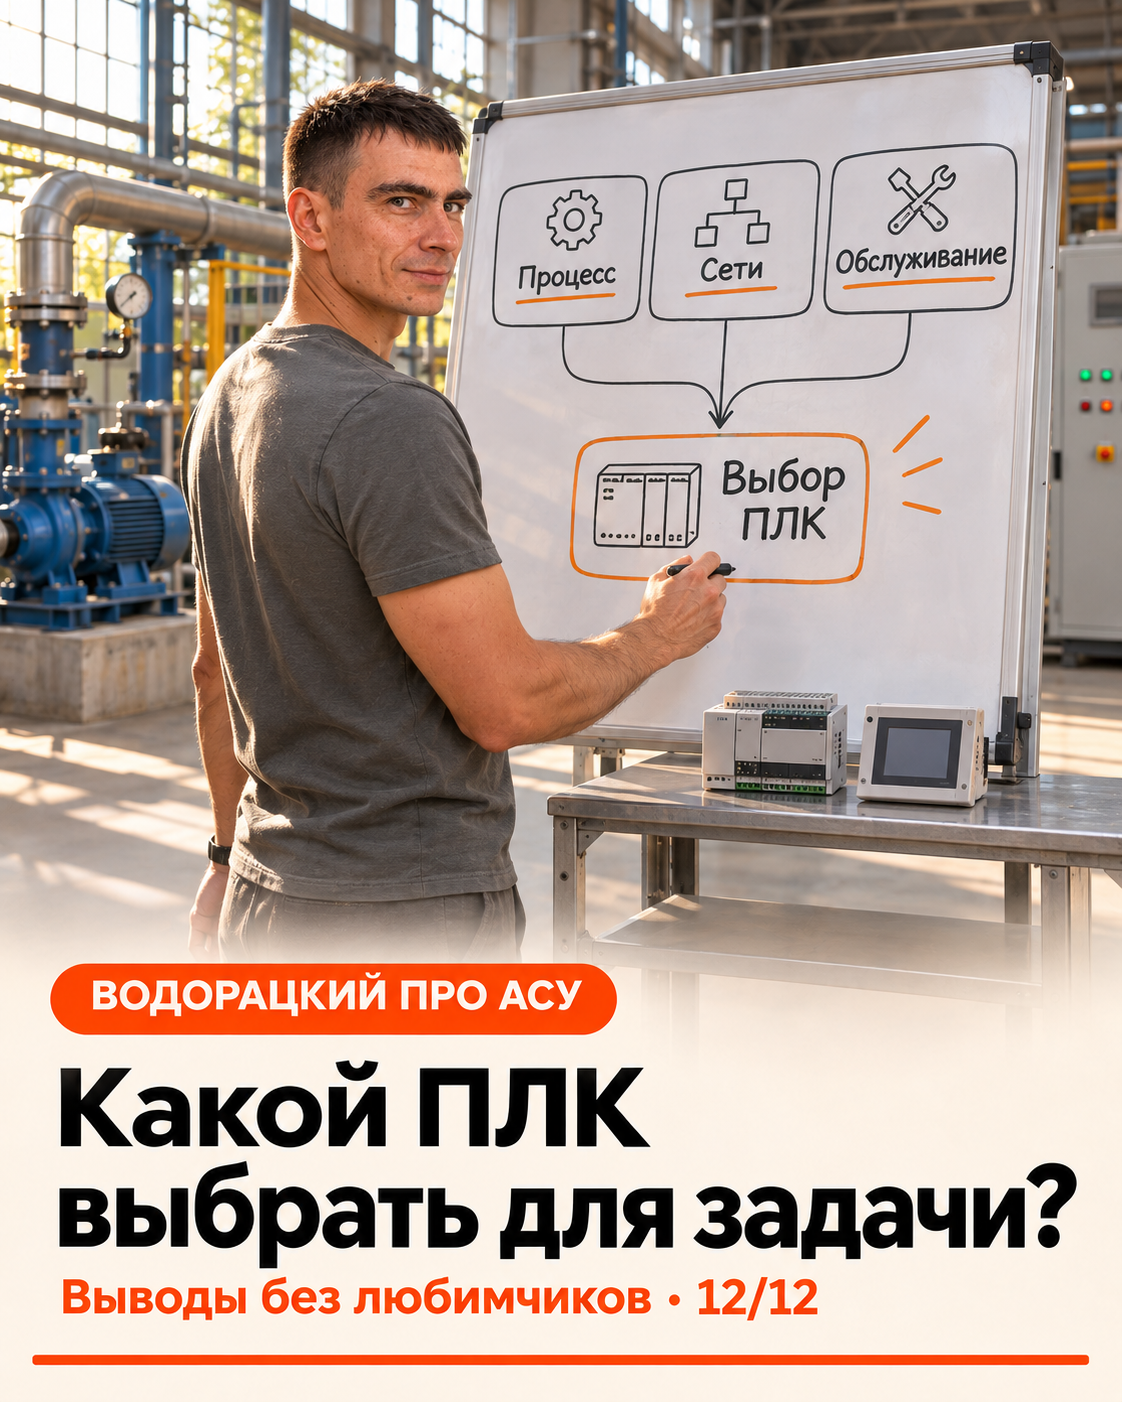 Процесс
Сети
Обслуживание
Выбор
ПЛК
ВОДОРАЦКИЙ ПРО АСУ
Какой ПЛК
выбрать для задачи?
Выводы без любимчиков • 12/12